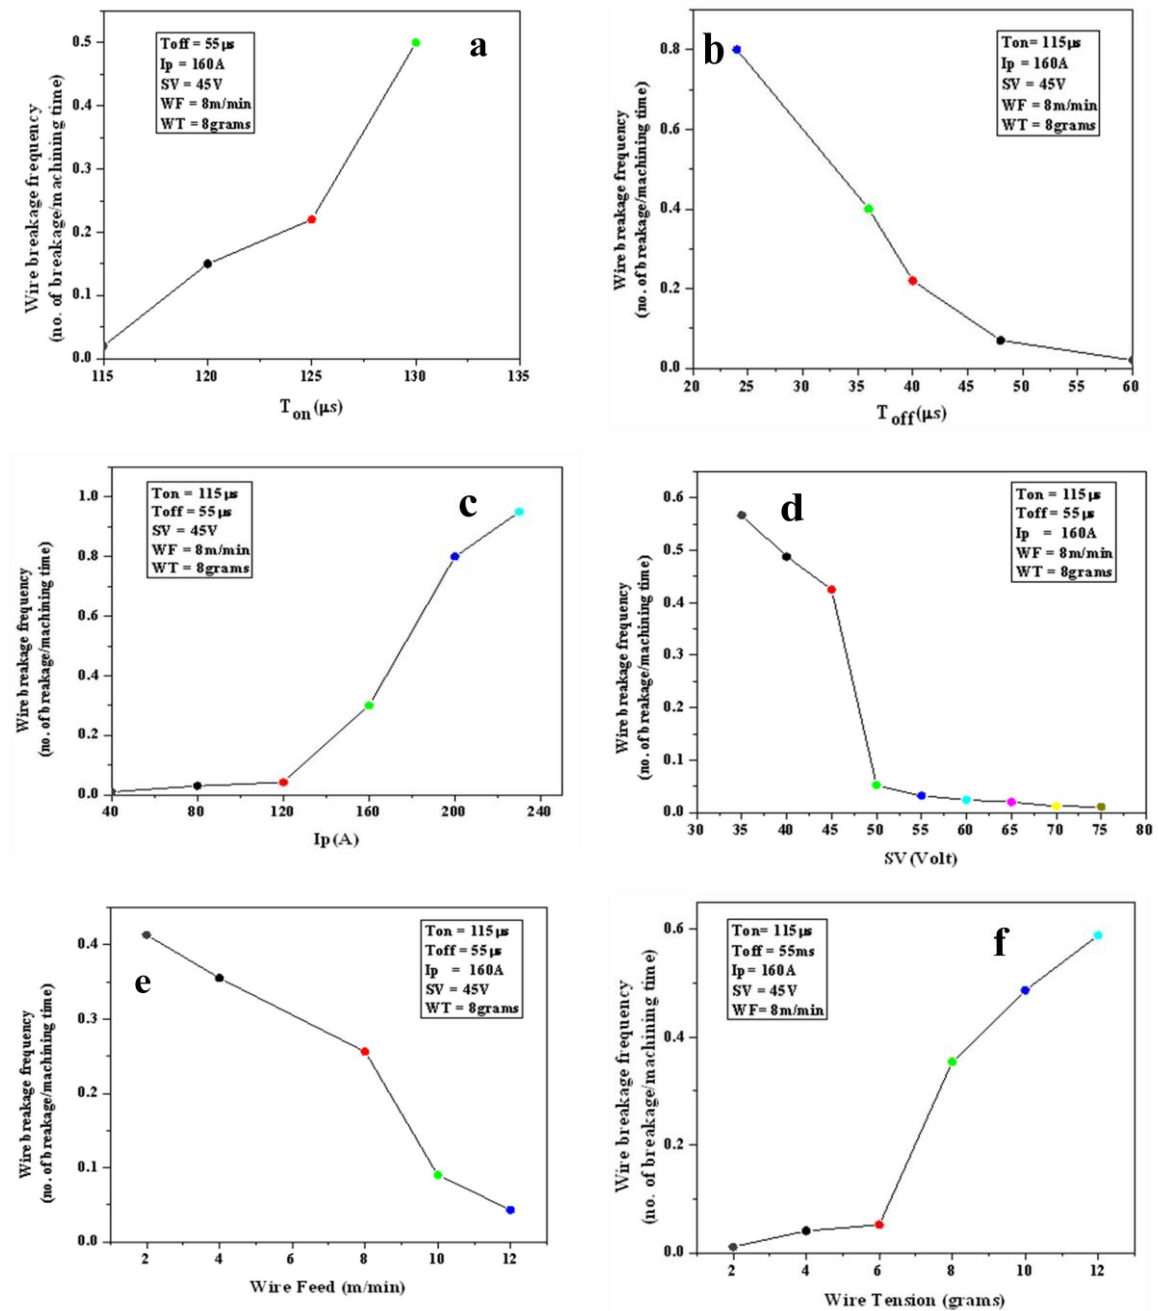 a
Toff = 55µs
Ip = 160A
SV = 45V
WF = 8m/min
WT = 8grams
Wire breakage frequency
(no. of breakage/machining time)
0.5
0.4
0.3
0.2
0.1
0.0
115 120 125 130 135
Ton(µs)
b
Ton= 115µs
Ip = 160A
SV = 45V
WF = 8m/min
WT = 8grams
Wire breakage frequency
(no. of breakage/machining time)
0.8
0.6
0.4
0.2
0.0
20 25 30 35 40 45 50 55 60
Toff(µs)
c
Ton = 115µs
Toff = 55µs
SV = 45V
WF = 8m/min
WT = 8grams
Wire breakage frequency
(no. of breakage/machining time)
1.0
0.8
0.6
0.4
0.2
0.0
40 80 120 160 200 240
Ip(A)
d
Ton = 115µs
Toff = 55µs
Ip = 160A
WF = 8m/min
WT = 8grams
Wire breakage frequency
(no. of breakage/machining time)
0.6
0.5
0.4
0.3
0.2
0.1
0.0
30 35 40 45 50 55 60 65 70 75 80
SV(Volt)
e
Ton = 115µs
Toff = 55µs
Ip = 160A
SV = 45V
WT = 8grams
Wire breakage frequency
(no. of breakage/machining time)
0.4
0.3
0.2
0.1
0.0
2 4 6 8 10 12
Wire Feed (m/min)
f
Ton= 115µs
Toff = 55ms
Ip= 160A
SV = 45V
WF= 8m/min
Wire breakage frequency
(no. of breakage/machining time)
0.6
0.4
0.2
0.0
2 4 6 8 10 12
Wire Tension (grams)